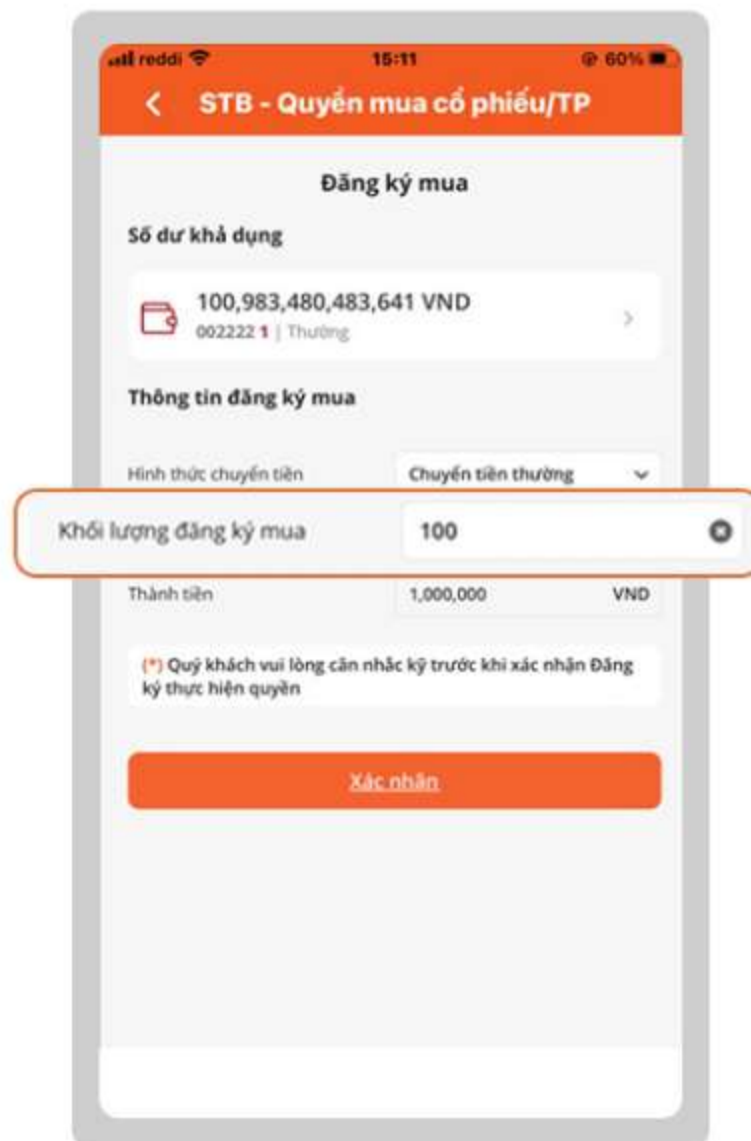 reddi 15:11 60%
STB - Quyền mua cổ phiếu/TP
Đăng ký mua
Số dư khả dụng
100,983,480,483,641 VND
002222 1 | Thường
Thông tin đăng ký mua
Hình thức chuyển tiền Chuyển tiền thường
Khối lượng đăng ký mua 100
Thành tiền 1,000,000 VND
(*) Quý khách vui lòng cân nhắc kỹ trước khi xác nhận Đăng
ký thực hiện quyền
Xác nhận